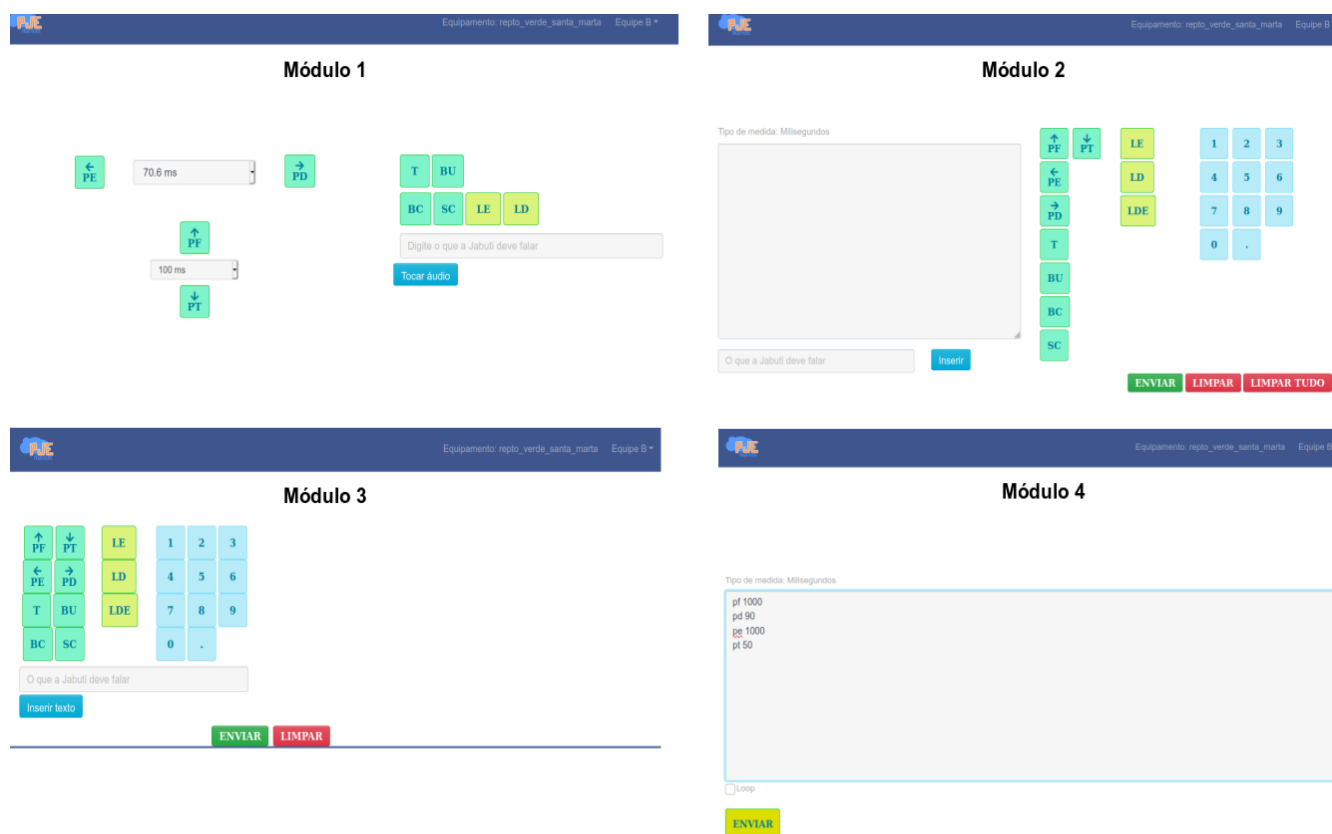 PJE
Equipamento: repto_verde_santa_marta Equipe B
Módulo 1
← PE
70.6 ms
→ PD
↑ PF
100 ms
↓ PT
T BU
BC SC LE LD
Digite o que a Jabuti deve falar
Tocar áudio
PJE
Equipamento: repto_verde_santa_marta Equipe B
Módulo 2
Tipo de medida: Milisegundos
↑ PF ↓ PT LE 1 2 3
← PE LD 4 5 6
→ PD LDE 7 8 9
T 0 .
BU
BC
SC
O que a Jabuti deve falar Inserir
ENVIAR LIMPAR LIMPAR TUDO
PJE
Equipamento: repto_verde_santa_marta Equipe B
Módulo 3
↑ PF ↓ PT LE 1 2 3
← PE → PD LD 4 5 6
T BU LDE 7 8 9
BC SC 0 .
O que a Jabuti deve falar
Inserir texto
ENVIAR LIMPAR
PJE
Equipamento: repto_verde_santa_marta Equipe B
Módulo 4
Tipo de medida: Milisegundos
pf 1000
pd 90
pe 1000
pt 50
Loop
ENVIAR